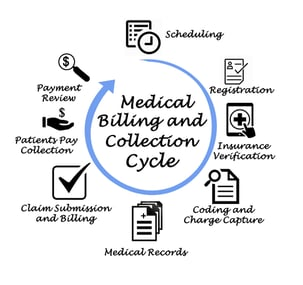 Scheduling
Registration
Insurance
Verification
Coding and
Charge Capture
Medical Records
Claim Submission
and Billing
Patients Pay
Collection
Payment
Review
Medical
Billing and
Collection
Cycle